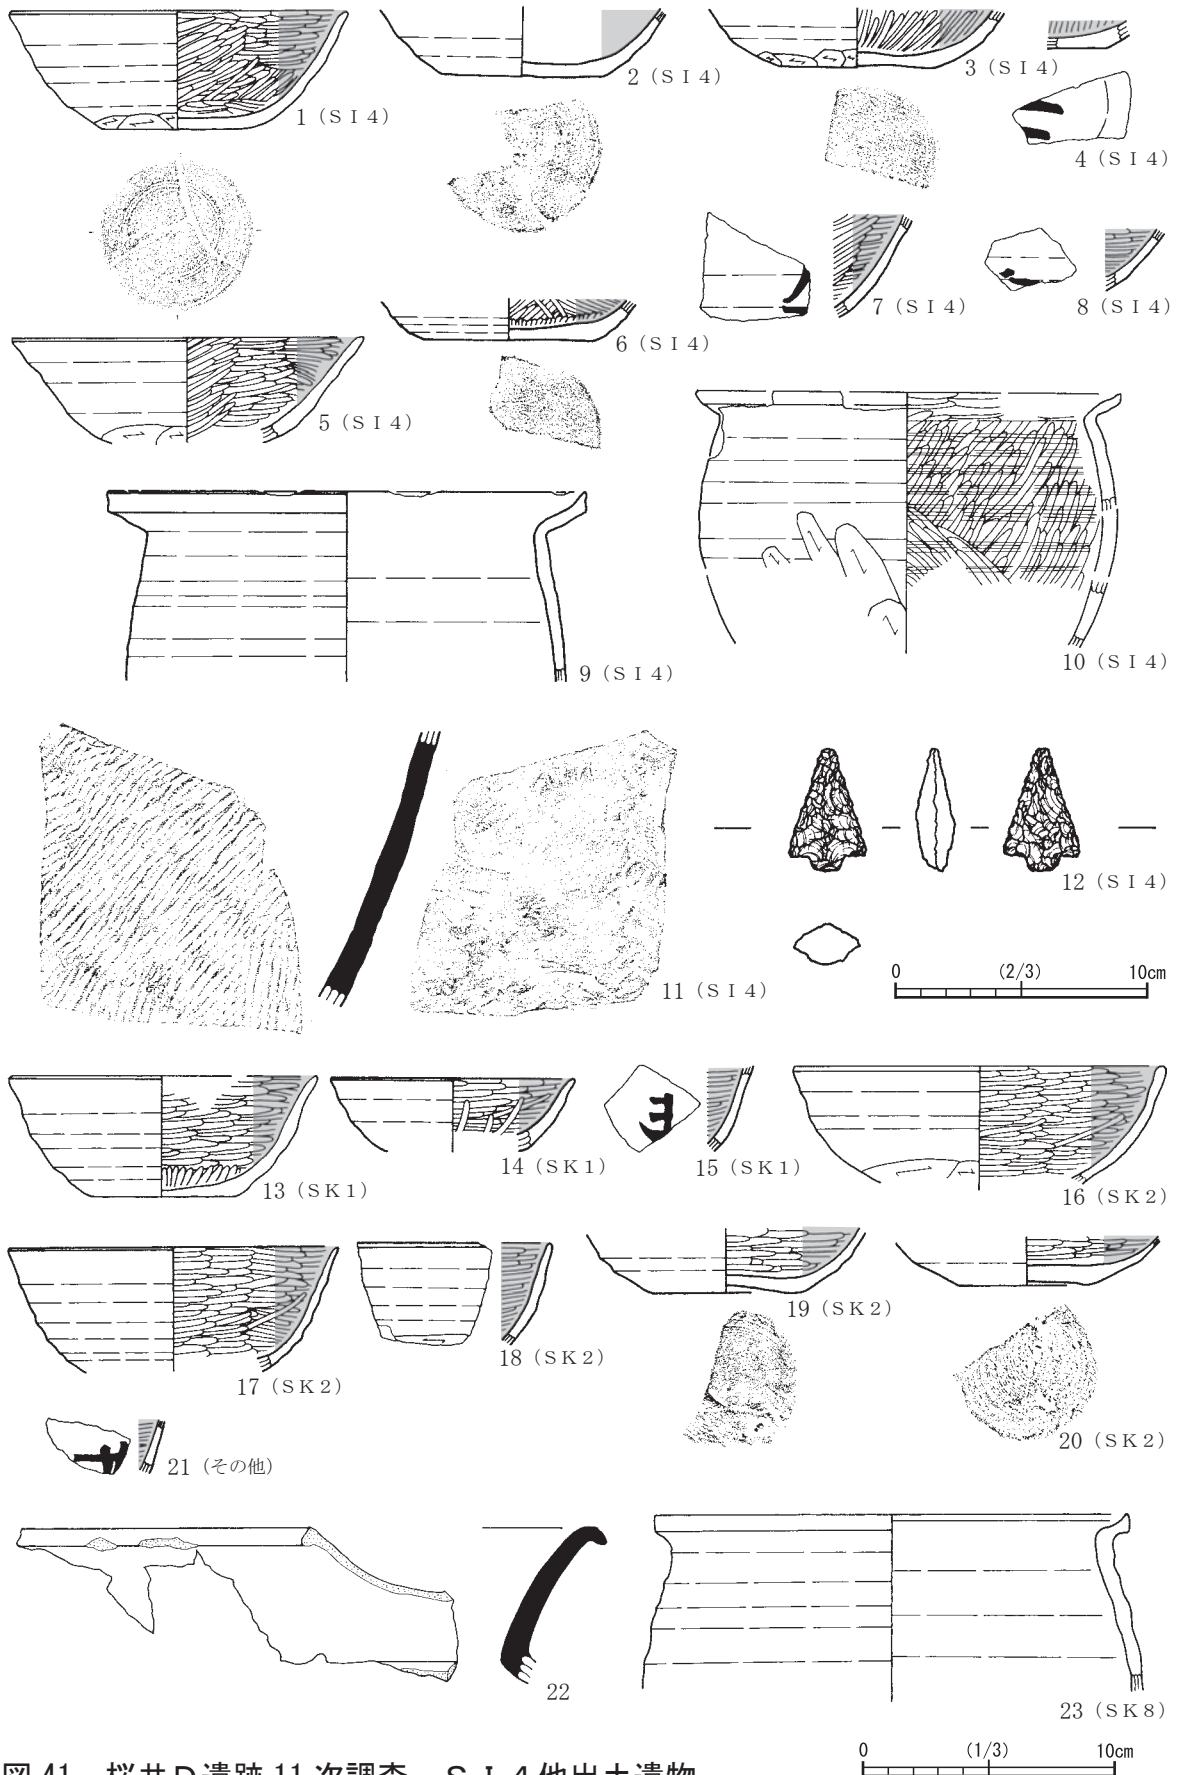 1（SI4）
2（SI4）
3（SI4）
4（SI4）
5（SI4）
6（SI4）
7（SI4）
8（SI4）
9（SI4）
10（SI4）
11（SI4）
12（SI4）
0 (2/3) 10cm
13（SK1）
14（SK1）
15（SK1）
16（SK2）
17（SK2）
18（SK2）
19（SK2）
20（SK2）
21（その他）
22
23（SK8）
0 (1/3) 10cm
図 41 桜井D遺跡 11 次調査 SI4他出土遺物